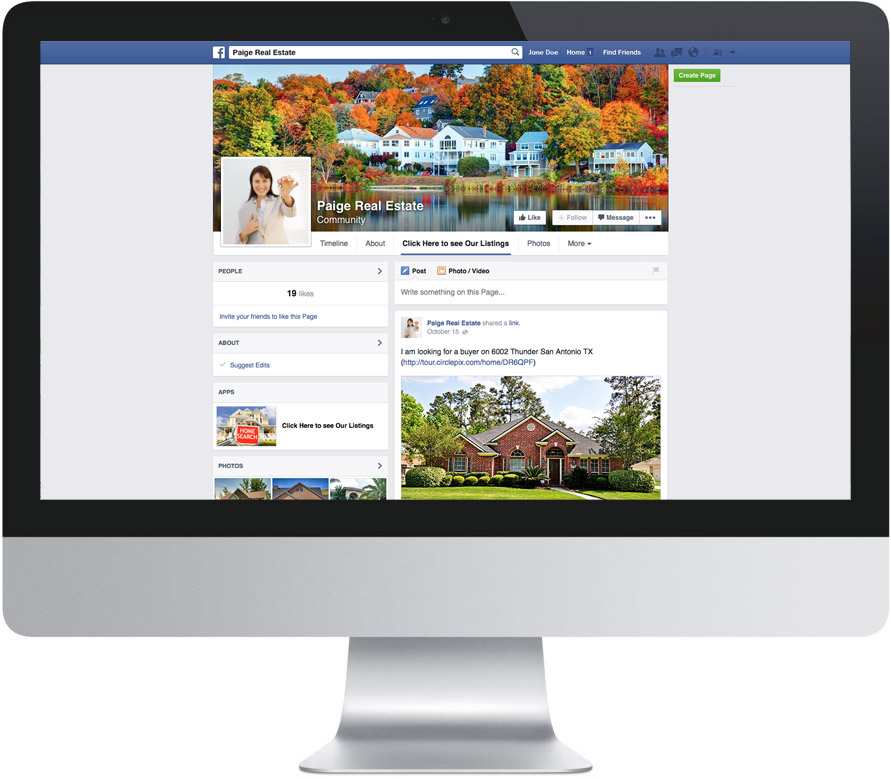 f
Paige Real Estate
Jane Doe
Home 1
Find Friends
Create Page
Paige Real Estate
Community
Like
+ Follow
Message
Timeline
About
Click Here to see Our Listings
Photos
More
PEOPLE
19 likes
Invite your friends to like this Page
ABOUT
Suggest Edits
APPS
HOME
SEARCH
Click Here to see Our Listings
PHOTOS
Post
Photo / Video
Write something on this Page...
Paige Real Estate shared a link.
October 15
I am looking for a buyer on 6002 Thunder San Antonio TX
(http://tour.circlepix.com/home/DR6QPF)